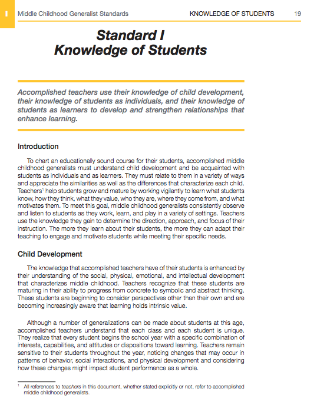 I Middle Childhood Generalist Standards KNOWLEDGE OF STUDENTS 19
Standard I
Knowledge of Students
Accomplished teachers use their knowledge of child development,
their knowledge of students as individuals, and their knowledge of
students as learners to develop and strengthen relationships that
enhance learning.
Introduction
To chart an educationally sound course for their students, accomplished middle
childhood generalists must understand child development and be acquainted with
students as individuals and as learners. They must relate to them in a variety of ways
and appreciate the similarities as well as the differences that characterize each child.
Teachers¹ help students grow and mature by working vigilantly to learn what students
know, how they think, what they value, who they are, where they come from, and what
motivates them. To meet this goal, middle childhood generalists consistently observe
and listen to students as they work, learn, and play in a variety of settings. Teachers
use the knowledge they gain to determine the direction, approach, and focus of their
instruction. The more they learn about their students, the more they can adapt their
teaching to engage and motivate students while meeting their specific needs.
Child Development
The knowledge that accomplished teachers have of their students is enhanced by
their understanding of the social, physical, emotional, and intellectual development
that characterizes middle childhood. Teachers recognize that these students are
maturing in their ability to progress from concrete to symbolic and abstract thinking.
These students are beginning to consider perspectives other than their own and are
becoming increasingly aware that learning holds intrinsic value.
Although a number of generalizations can be made about students at this age,
accomplished teachers understand that each class and each student is unique.
They realize that every student begins the school year with a specific combination of
interests, capabilities, and attitudes or dispositions toward learning. Teachers remain
sensitive to their students throughout the year, noticing changes that may occur in
patterns of behavior, social interactions, and physical development and considering
how these changes might impact student performance as a whole.
¹ All references to teachers in this document, whether stated explicitly or not, refer to accomplished
middle childhood generalists.